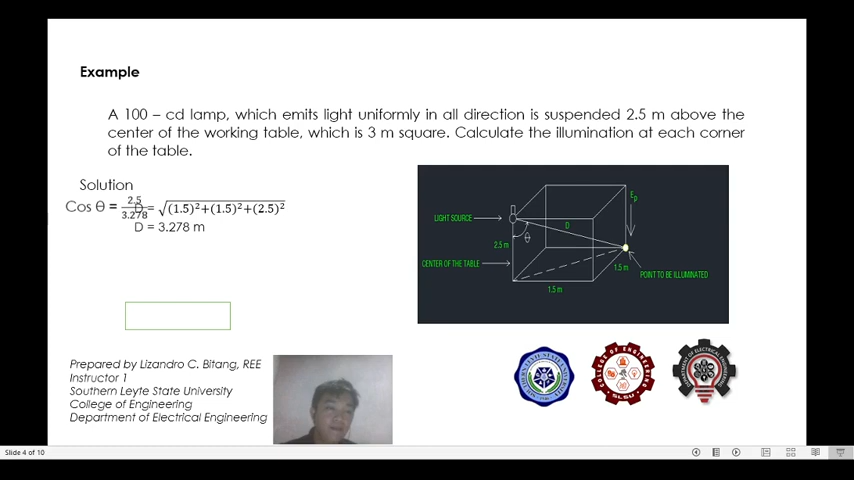 Example
A 100 – cd lamp, which emits light uniformly in all direction is suspended 2.5 m above the
center of the working table, which is 3 m square. Calculate the illumination at each corner
of the table.
Solution
Cos θ = 2.5/3.278
D = √(1.5)²+(1.5)²+(2.5)²
D = 3.278 m
LIGHT SOURCE
D
Ep
θ
2.5 m
CENTER OF THE TABLE
1.5 m
1.5 m
POINT TO BE ILLUMINATED
Prepared by Lizandro C. Bitang, REE
Instructor 1
Southern Leyte State University
College of Engineering
Department of Electrical Engineering
COLLEGE OF ENGINEERING
SLSU
Slide 4 of 10